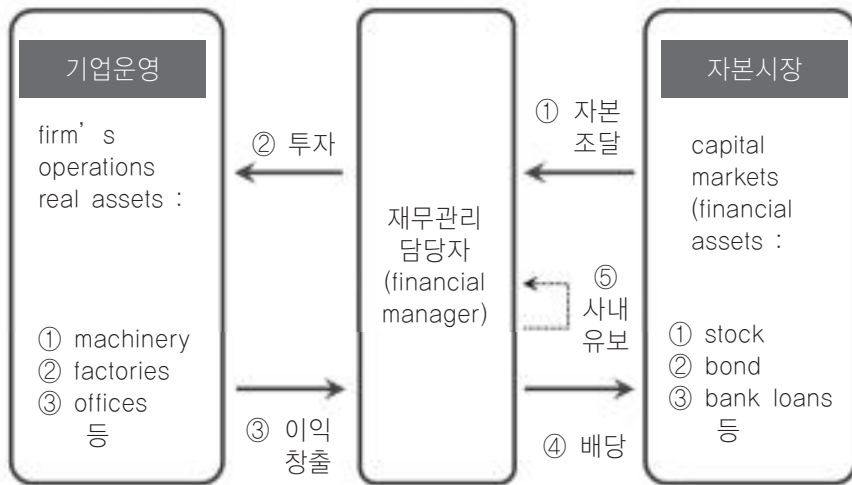 기업운영
firm's
operations
real assets :
① machinery
② factories
③ offices
등
② 투자
③ 이익
창출
재무관리
담당자
(financial
manager)
① 자본
조달
⑤
사내
유보
④ 배당
자본시장
capital
markets
(financial
assets :
① stock
② bond
③ bank loans
등